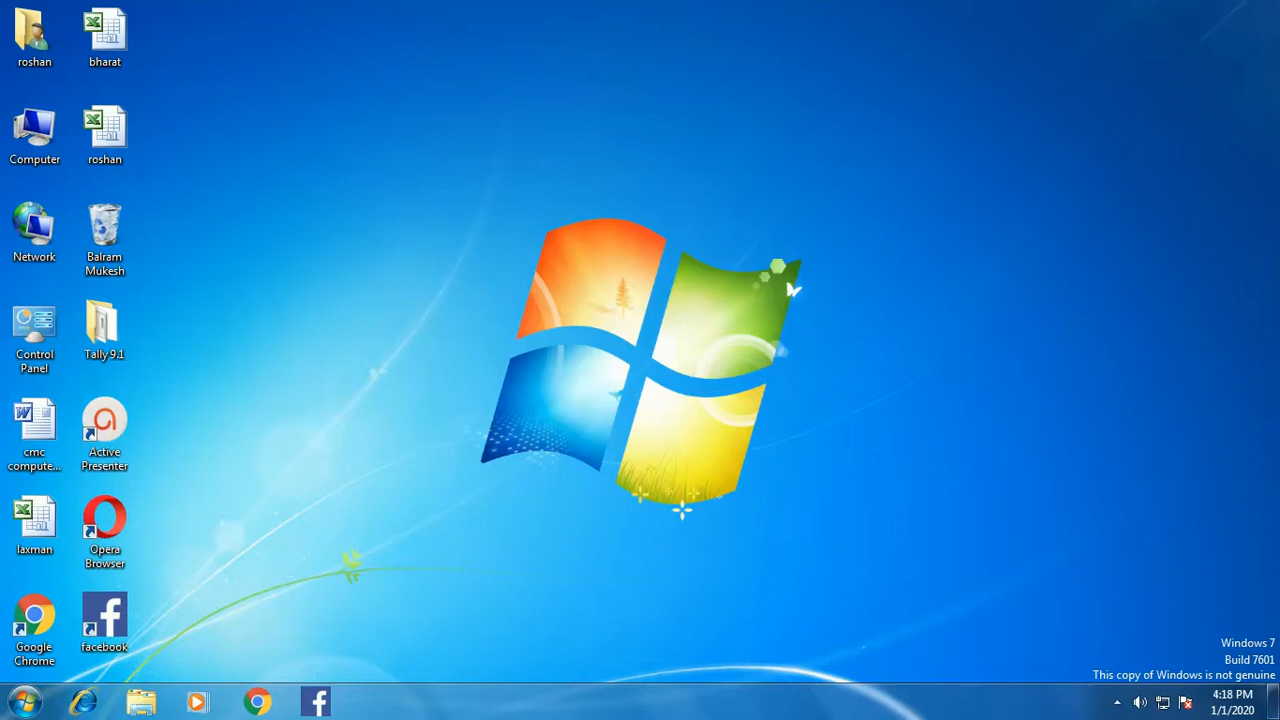 roshan
bharat
Computer
roshan
Network
Balram
Mukesh
Control
Panel
Tally 9.1
cmc
compute...
Active
Presenter
laxman
Opera
Browser
Google
Chrome
facebook
Windows 7
Build 7601
This copy of Windows is not genuine
4:18 PM
1/1/2020